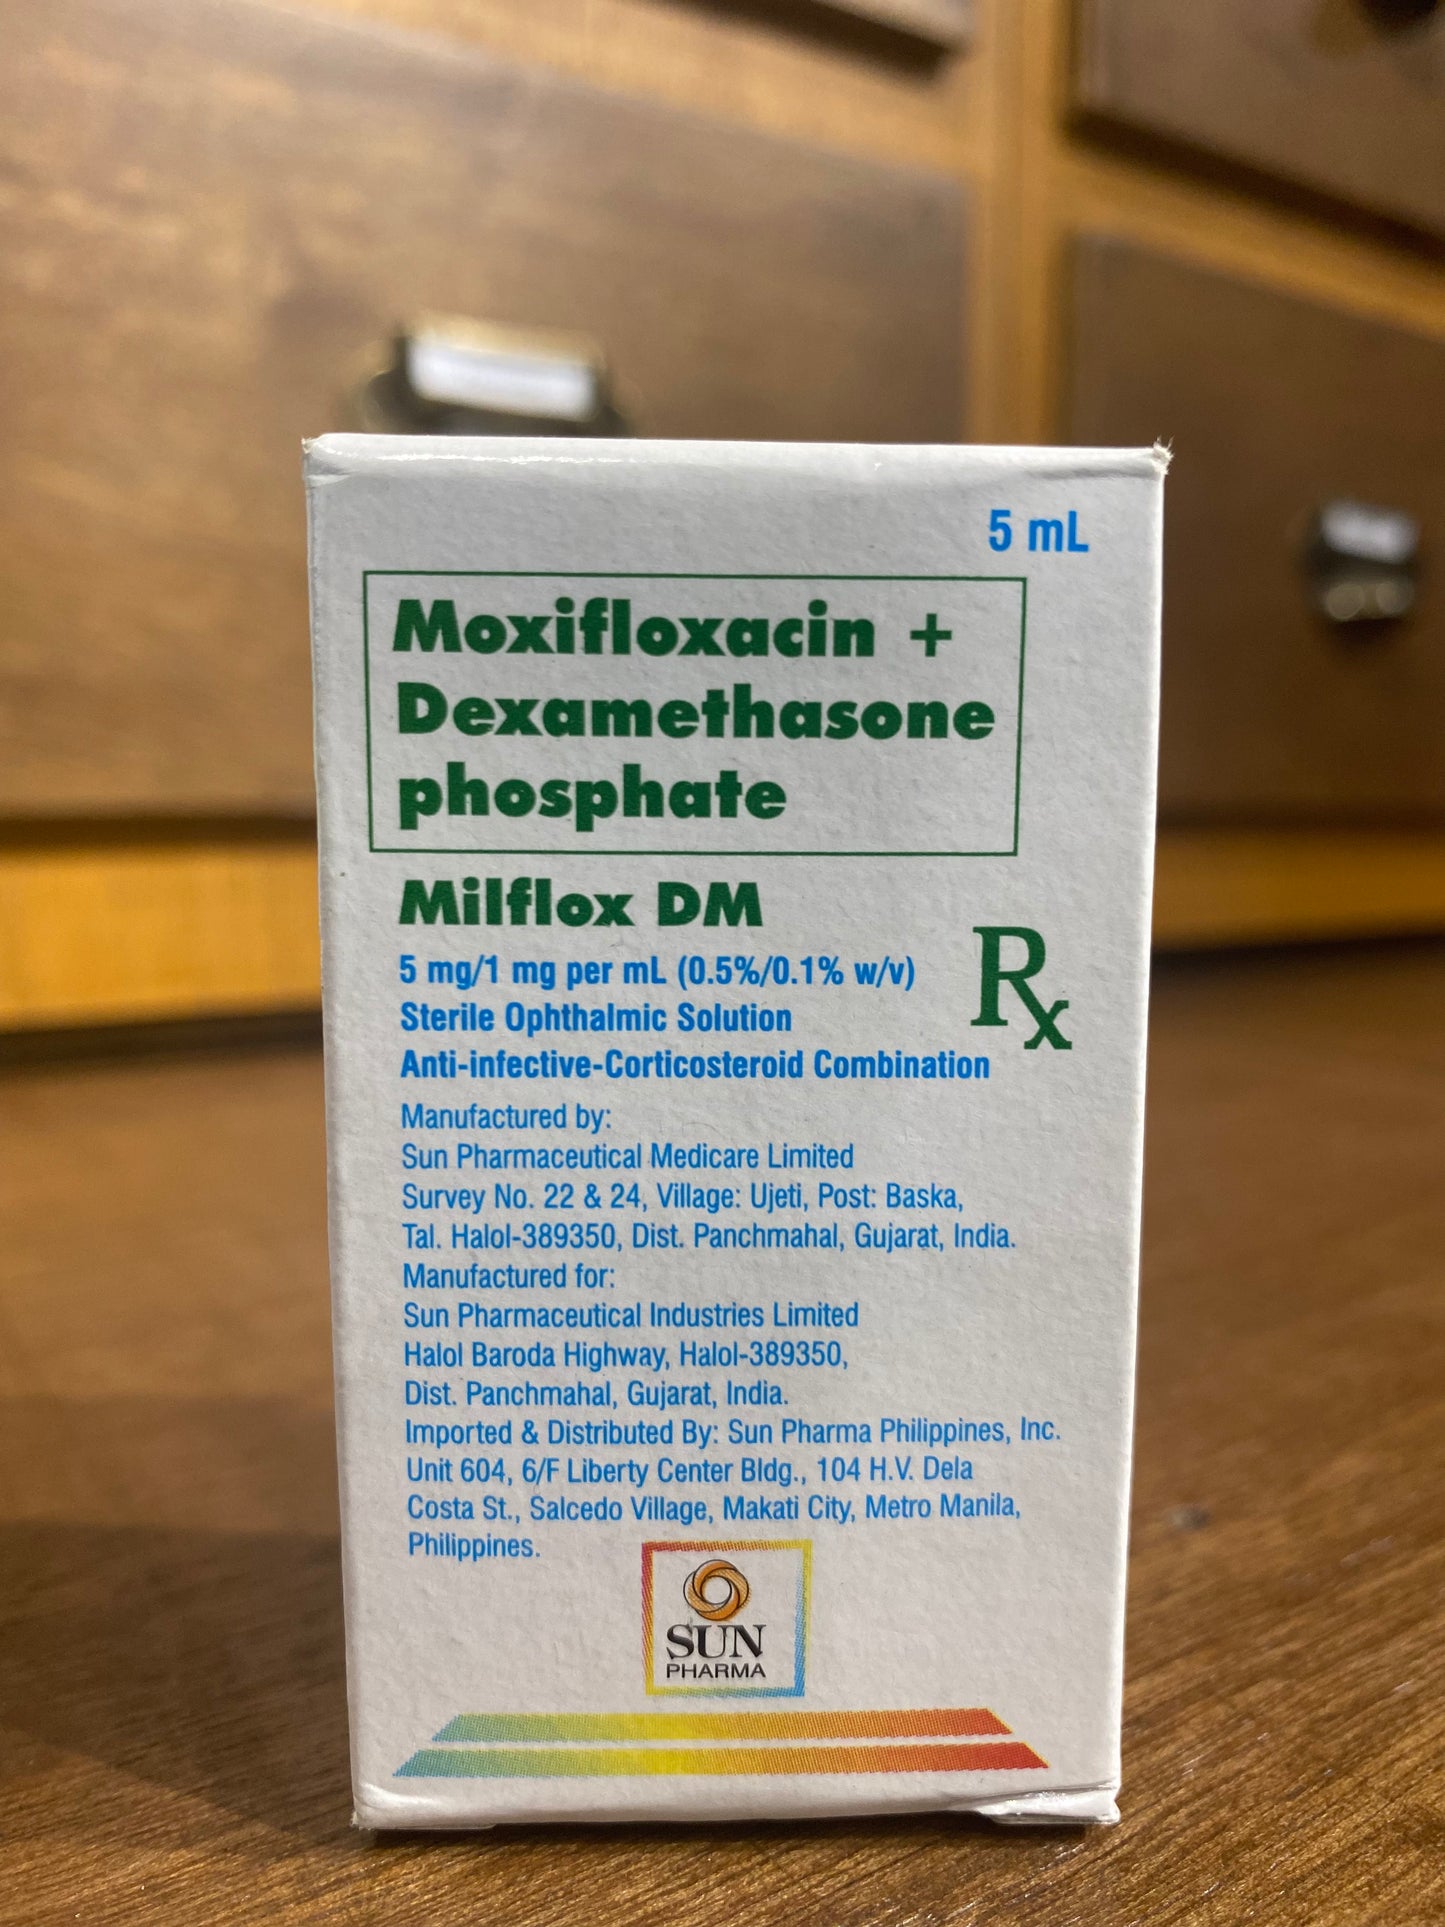 5 mL
Moxifloxacin +
Dexamethasone
phosphate
Milflox DM
5 mg/1 mg per mL (0.5%/0.1% w/v)
Rx
Sterile Ophthalmic Solution
Anti-infective-Corticosteroid Combination
Manufactured by:
Sun Pharmaceutical Medicare Limited
Survey No. 22 & 24, Village: Ujeti, Post: Baska,
Tal. Halol-389350, Dist. Panchmahal, Gujarat, India.
Manufactured for:
Sun Pharmaceutical Industries Limited
Halol Baroda Highway, Halol-389350,
Dist. Panchmahal, Gujarat, India.
Imported & Distributed By: Sun Pharma Philippines, Inc.
Unit 604, 6/F Liberty Center Bldg., 104 H.V. Dela
Costa St., Salcedo Village, Makati City, Metro Manila,
Philippines.
SUN
PHARMA